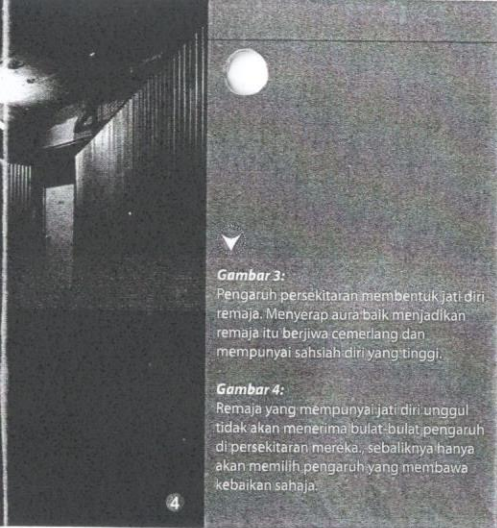 Gambar 3:
Pengaruh persekitaran membentuk jati diri
remaja. Menyerap aura baik menjadikan
remaja itu berjiwa cemerlang dan
mempunyai sahsiah diri yang tinggi.
Gambar 4:
Remaja yang mempunyai jati diri unggul
tidak akan menerima bulat-bulat pengaruh
di persekitaran mereka., sebaliknya hanya
akan memilih pengaruh yang membawa
kebaikan sahaja.
4